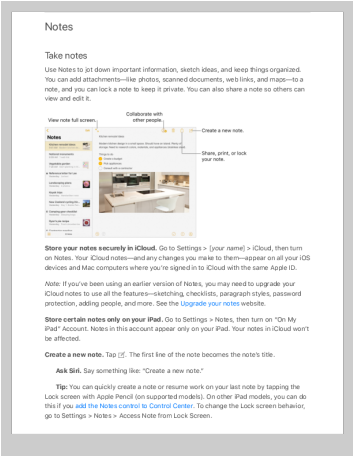 Notes
Take notes
Use Notes to jot down important information, sketch ideas, and keep things organized.
You can add attachments—like photos, scanned documents, web links, and maps—to a
note, and you can lock a note to keep it private. You can also share a note so others can
view and edit it.
Collaborate with
other people.
View note full screen.
Create a new note.
Notes
Share, print, or lock
your note.
Store your notes securely in iCloud. Go to Settings > [your name] > iCloud, then turn
on Notes. Your iCloud notes—and any changes you make to them—appear on all your iOS
devices and Mac computers where you're signed in to iCloud with the same Apple ID.
Note: If you've been using an earlier version of Notes, you may need to upgrade your
iCloud notes to use all the features—sketching, checklists, paragraph styles, password
protection, adding people, and more. See the Upgrade your notes website.
Store certain notes only on your iPad. Go to Settings > Notes, then turn on "On My
iPad" Account. Notes in this account appear only on your iPad. Your notes in iCloud won't
be affected.
Create a new note. Tap . The first line of the note becomes the note's title.
Ask Siri. Say something like: "Create a new note."
Tip: You can quickly create a note or resume work on your last note by tapping the
Lock screen with Apple Pencil (on supported models). On other iPad models, you can do
this if you add the Notes control to Control Center. To change the Lock screen behavior,
go to Settings > Notes > Access Note from Lock Screen.